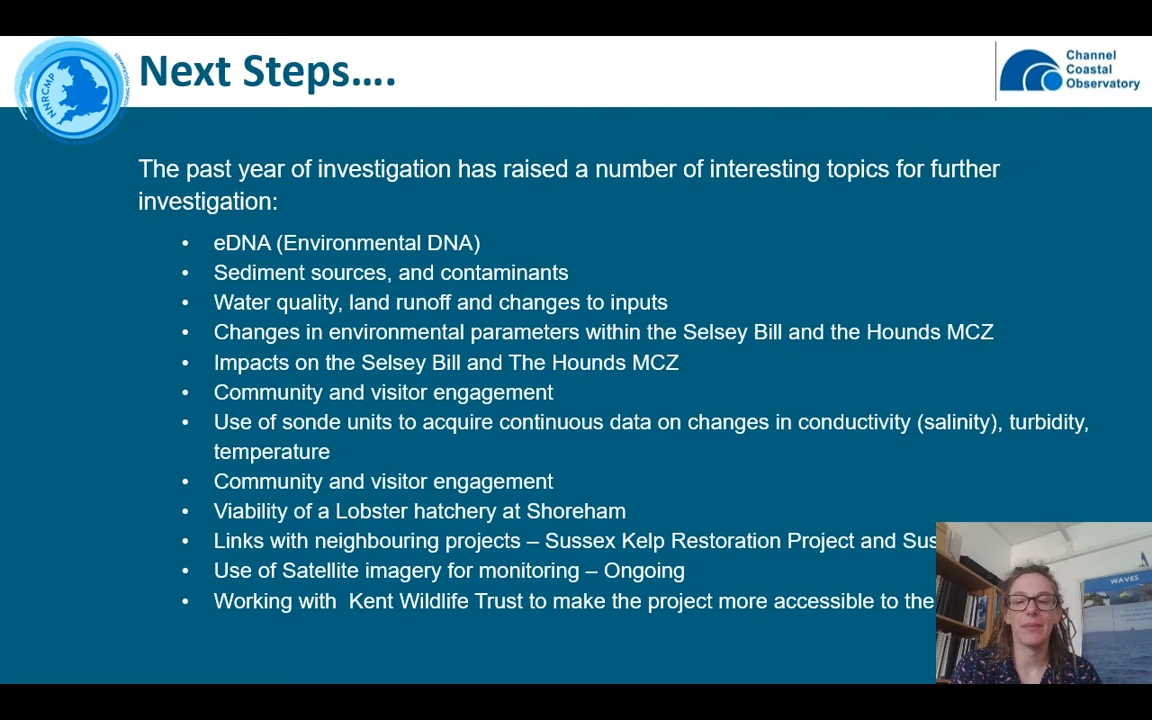 NNRCMP
Next Steps....
Channel
Coastal
Observatory
The past year of investigation has raised a number of interesting topics for further
investigation:
• eDNA (Environmental DNA)
• Sediment sources, and contaminants
• Water quality, land runoff and changes to inputs
• Changes in environmental parameters within the Selsey Bill and the Hounds MCZ
• Impacts on the Selsey Bill and The Hounds MCZ
• Community and visitor engagement
• Use of sonde units to acquire continuous data on changes in conductivity (salinity), turbidity,
temperature
• Community and visitor engagement
• Viability of a Lobster hatchery at Shoreham
• Links with neighbouring projects – Sussex Kelp Restoration Project and Sus
• Use of Satellite imagery for monitoring – Ongoing
• Working with Kent Wildlife Trust to make the project more accessible to the
WAVES